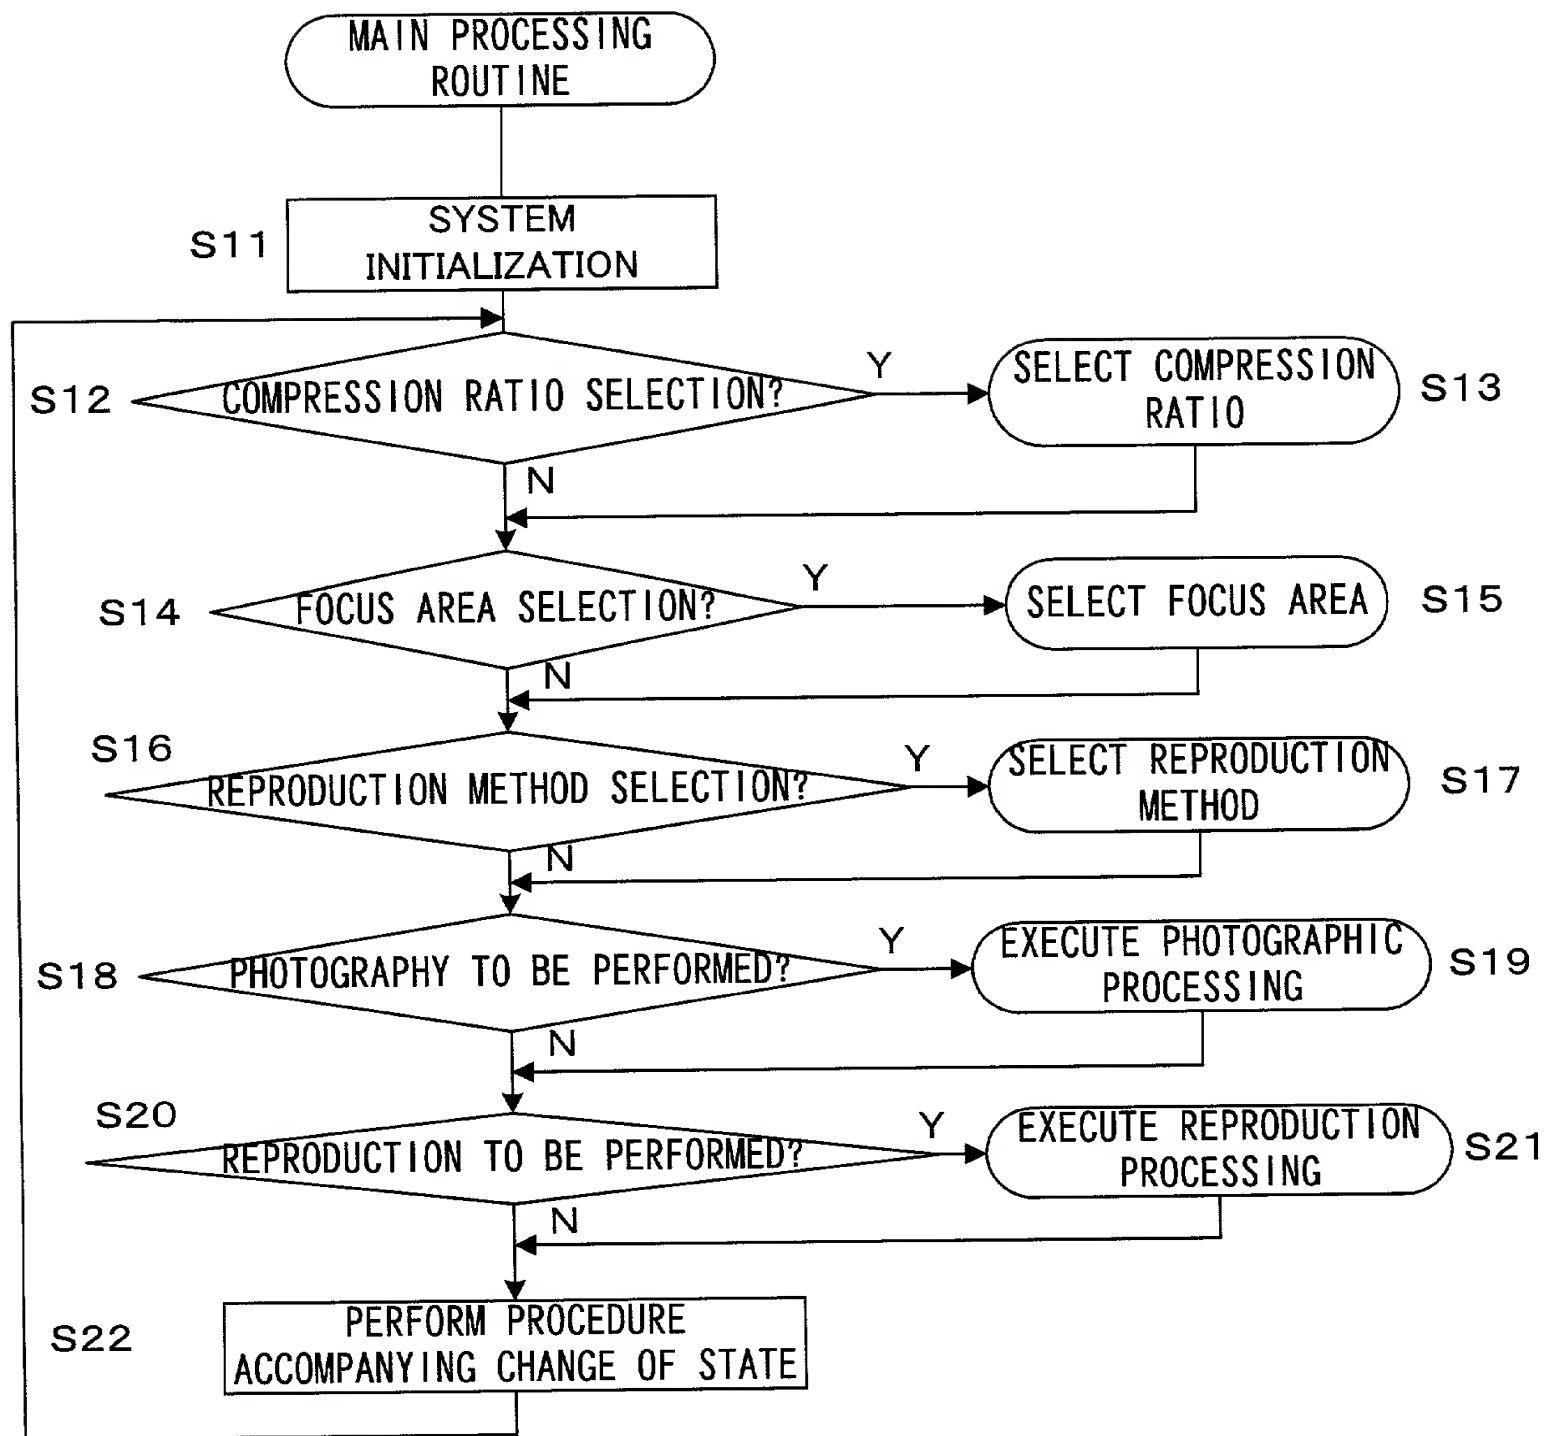 MAIN PROCESSING
ROUTINE
S11
SYSTEM
INITIALIZATION
S12
COMPRESSION RATIO SELECTION?
Y
SELECT COMPRESSION
RATIO
S13
N
S14
FOCUS AREA SELECTION?
Y
SELECT FOCUS AREA
S15
N
S16
REPRODUCTION METHOD SELECTION?
Y
SELECT REPRODUCTION
METHOD
S17
N
S18
PHOTOGRAPHY TO BE PERFORMED?
Y
EXECUTE PHOTOGRAPHIC
PROCESSING
S19
N
S20
REPRODUCTION TO BE PERFORMED?
Y
EXECUTE REPRODUCTION
PROCESSING
S21
N
S22
PERFORM PROCEDURE
ACCOMPANYING CHANGE OF STATE